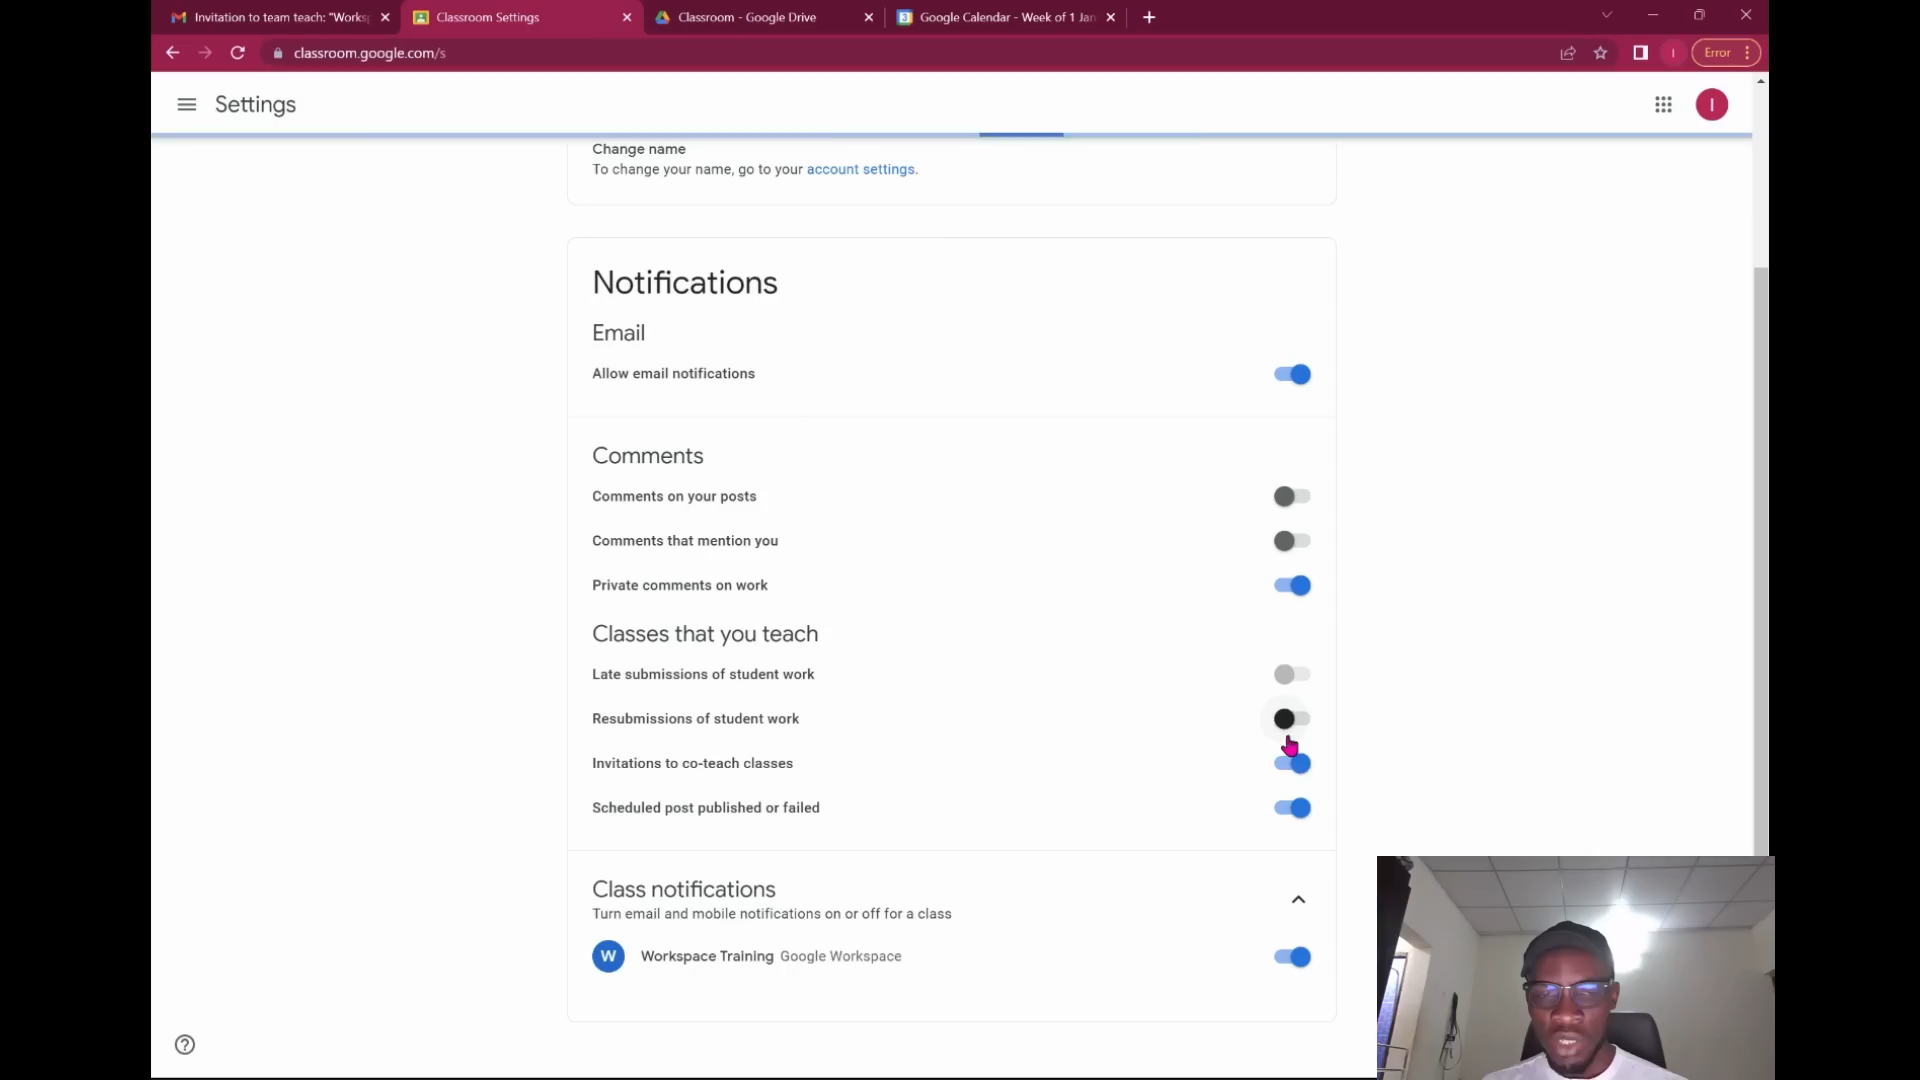 Invitation to team teach: "Works
Classroom Settings
Classroom - Google Drive
Google Calendar - Week of 1 Jan
classroom.google.com/s
Error
Settings
I
Change name
To change your name, go to your account settings.
Notifications
Email
Allow email notifications
Comments
Comments on your posts
Comments that mention you
Private comments on work
Classes that you teach
Late submissions of student work
Resubmissions of student work
Invitations to co-teach classes
Scheduled post published or failed
Class notifications
Turn email and mobile notifications on or off for a class
W
Workspace Training Google Workspace